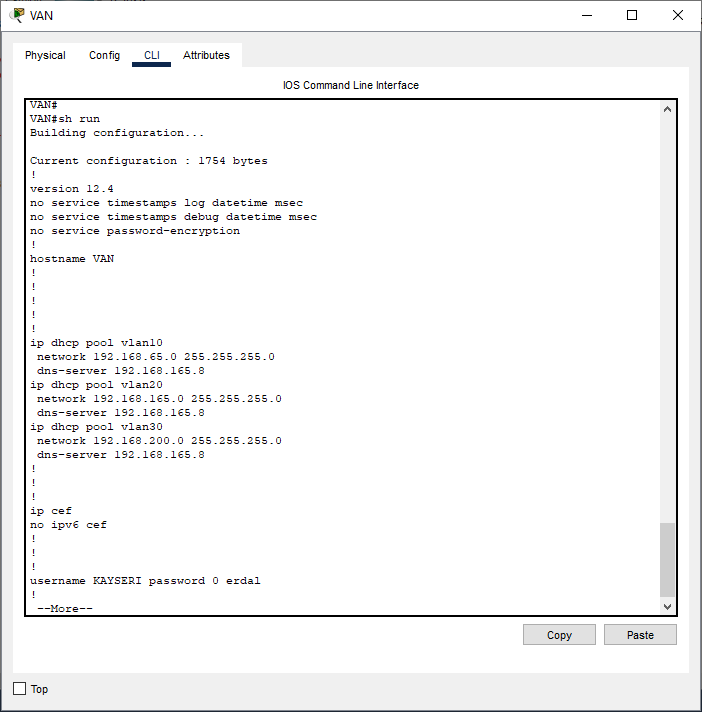 VAN
Physical Config CLI Attributes
IOS Command Line Interface
VAN#
VAN#sh run
Building configuration...
Current configuration : 1754 bytes
!
version 12.4
no service timestamps log datetime msec
no service timestamps debug datetime msec
no service password-encryption
!
hostname VAN
!
!
!
!
!
ip dhcp pool vlan10
 network 192.168.65.0 255.255.255.0
 dns-server 192.168.165.8
ip dhcp pool vlan20
 network 192.168.165.0 255.255.255.0
 dns-server 192.168.165.8
ip dhcp pool vlan30
 network 192.168.200.0 255.255.255.0
 dns-server 192.168.165.8
!
!
!
ip cef
no ipv6 cef
!
!
!
username KAYSERI password 0 erdal
!
 --More--
Copy Paste
Top